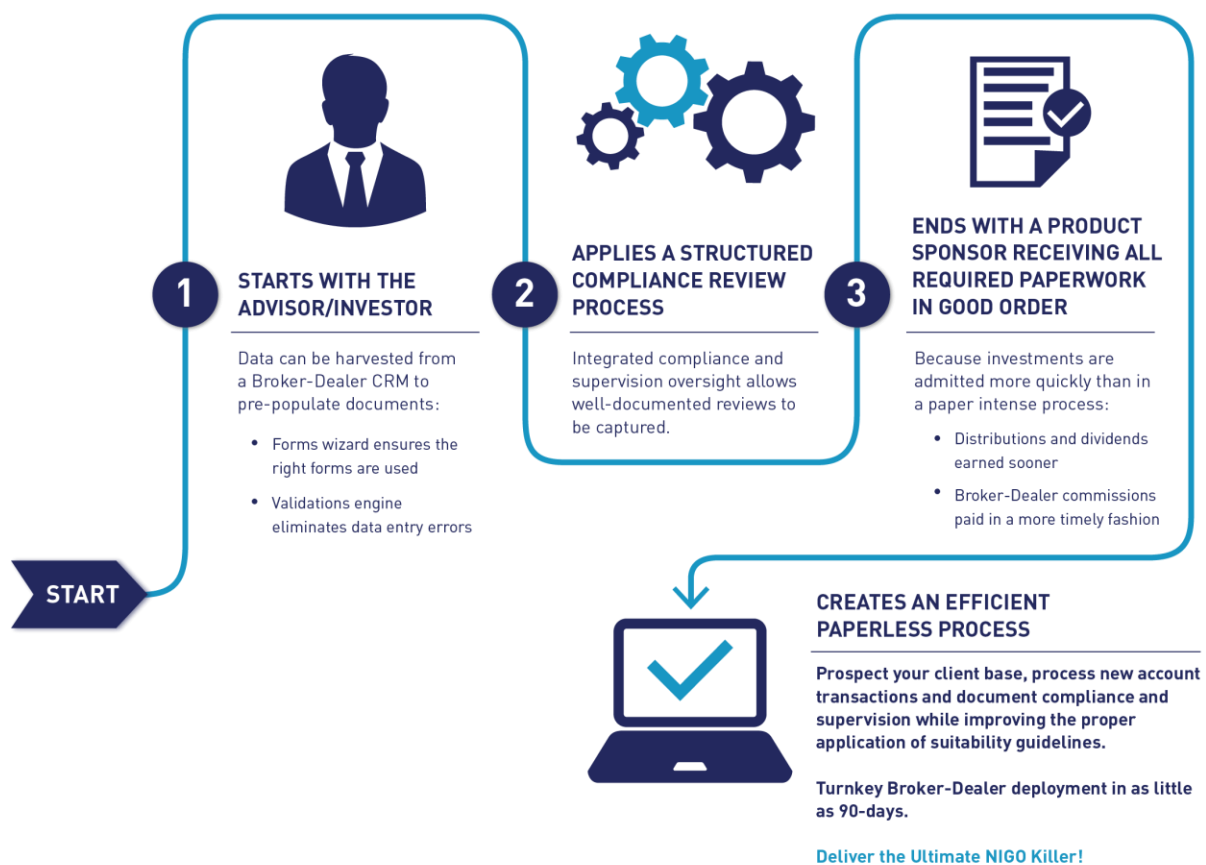 START
1
STARTS WITH THE
ADVISOR/INVESTOR
Data can be harvested from
a Broker-Dealer CRM to
pre-populate documents:
• Forms wizard ensures the
right forms are used
• Validations engine
eliminates data entry errors
2
APPLIES A STRUCTURED
COMPLIANCE REVIEW
PROCESS
Integrated compliance and
supervision oversight allows
well-documented reviews to
be captured.
3
ENDS WITH A PRODUCT
SPONSOR RECEIVING ALL
REQUIRED PAPERWORK
IN GOOD ORDER
Because investments are
admitted more quickly than in
a paper intense process:
• Distributions and dividends
earned sooner
• Broker-Dealer commissions
paid in a more timely fashion
CREATES AN EFFICIENT
PAPERLESS PROCESS
Prospect your client base, process new account
transactions and document compliance and
supervision while improving the proper
application of suitability guidelines.
Turnkey Broker-Dealer deployment in as little
as 90-days.
Deliver the Ultimate NIGO Killer!